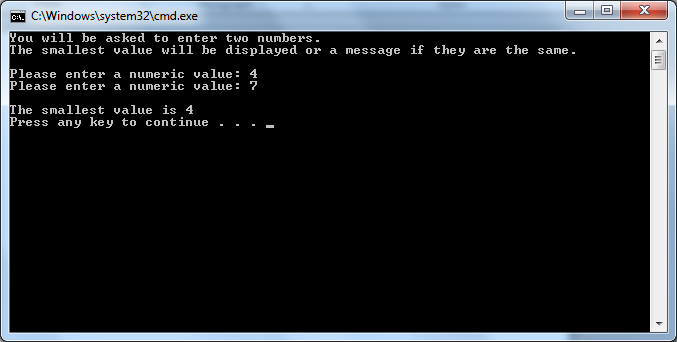 C:\Windows\system32\cmd.exe
You will be asked to enter two numbers.
The smallest value will be displayed or a message if they are the same.
Please enter a numeric value: 4
Please enter a numeric value: 7
The smallest value is 4
Press any key to continue . . . _